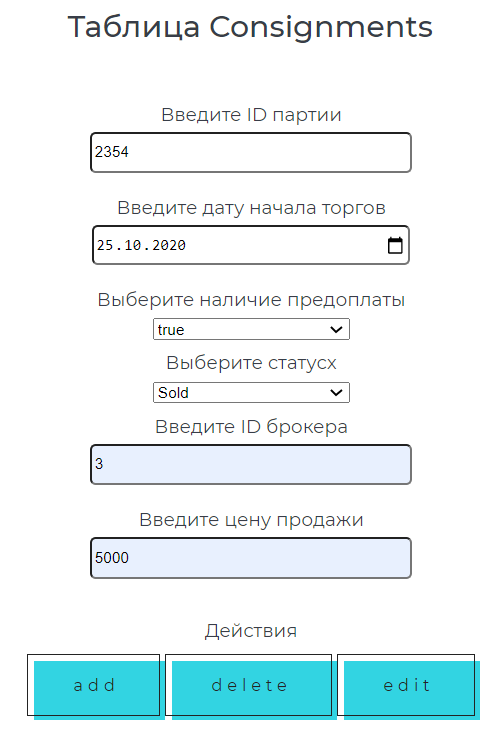 Таблица Consignments
Введите ID партии
2354
Введите дату начала торгов
25.10.2020
Выберите наличие предоплаты
true
Выберите статусх
Sold
Введите ID брокера
3
Введите цену продажи
5000
Действия
add delete edit